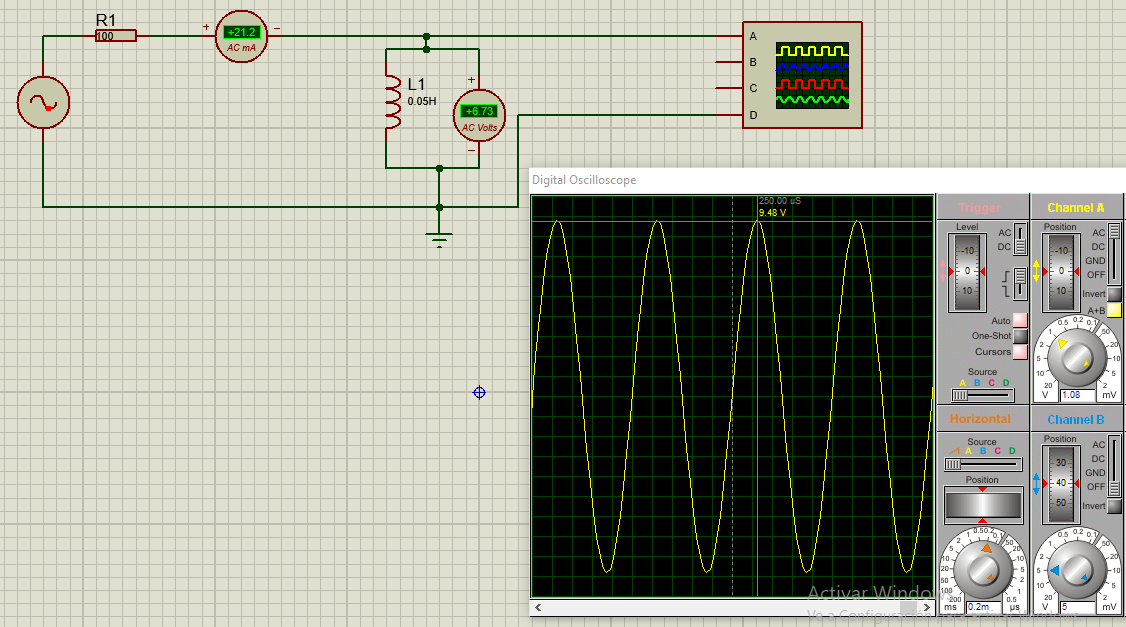 R1
100
+21.2
AC mA
+
−
L1
0.05H
+
+6.73
AC Volts
−
A
B
C
D
Digital Oscilloscope
250.00 uS
9.48 V
Trigger
Level
AC
DC
-10
0
10
Auto
One-Shot
Cursors
Source
A B C D
Channel A
Position
AC
DC
GND
OFF
-10
0
10
Invert
A+B
20 10 5 2 1 0.5 0.2 0.1 50 20 10 5 2
V
1.08
mV
Horizontal
Source
A B C D
Position
200 100 50 20 10 5 2 1 0.5 0.2 0.1 50 20 10 5 2 1 0.5
ms
0.2m
µs
Channel B
Position
AC
DC
GND
OFF
30
40
50
Invert
20 10 5 2 1 0.5 0.2 0.1 50 20 10 5 2
V
5
mV
Activar Windows